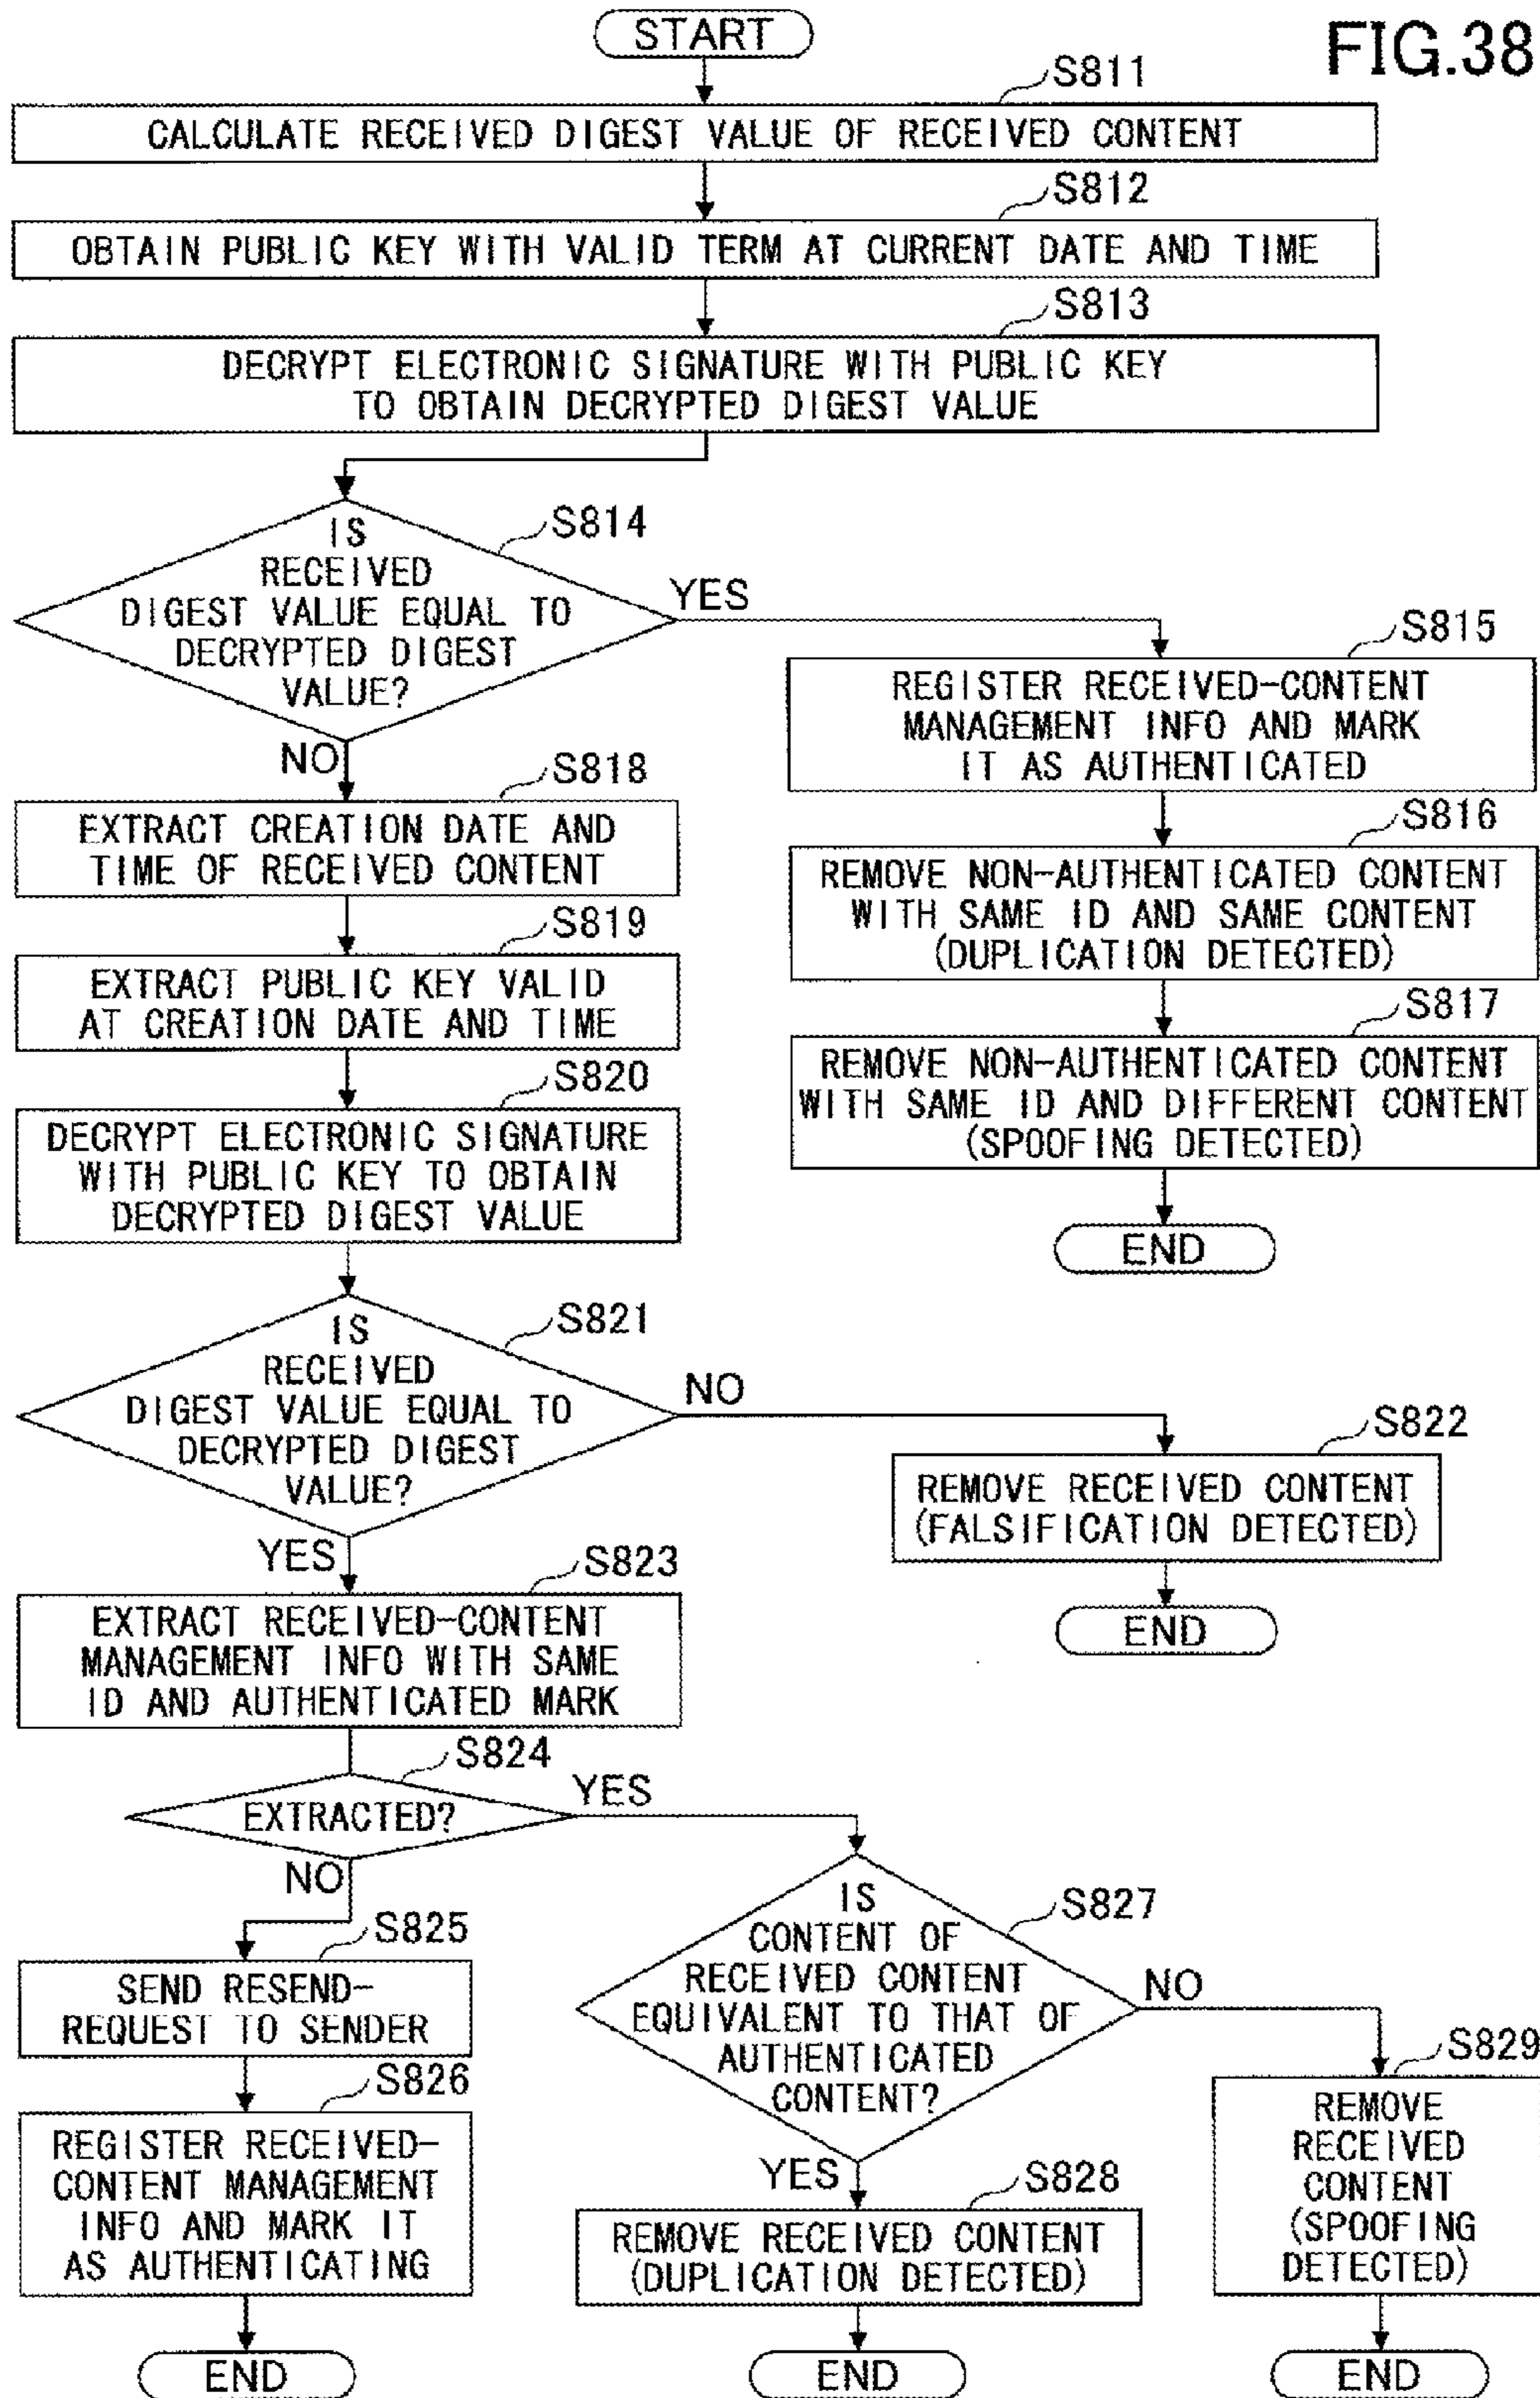 FIG.38
START
S811
CALCULATE RECEIVED DIGEST VALUE OF RECEIVED CONTENT
S812
OBTAIN PUBLIC KEY WITH VALID TERM AT CURRENT DATE AND TIME
S813
DECRYPT ELECTRONIC SIGNATURE WITH PUBLIC KEY
TO OBTAIN DECRYPTED DIGEST VALUE
S814
IS
RECEIVED
DIGEST VALUE EQUAL TO
DECRYPTED DIGEST
VALUE?
YES
NO
S815
REGISTER RECEIVED-CONTENT
MANAGEMENT INFO AND MARK
IT AS AUTHENTICATED
S816
REMOVE NON-AUTHENTICATED CONTENT
WITH SAME ID AND SAME CONTENT
(DUPLICATION DETECTED)
S817
REMOVE NON-AUTHENTICATED CONTENT
WITH SAME ID AND DIFFERENT CONTENT
(SPOOFING DETECTED)
END
S818
EXTRACT CREATION DATE AND
TIME OF RECEIVED CONTENT
S819
EXTRACT PUBLIC KEY VALID
AT CREATION DATE AND TIME
S820
DECRYPT ELECTRONIC SIGNATURE
WITH PUBLIC KEY TO OBTAIN
DECRYPTED DIGEST VALUE
S821
IS
RECEIVED
DIGEST VALUE EQUAL TO
DECRYPTED DIGEST
VALUE?
NO
YES
S822
REMOVE RECEIVED CONTENT
(FALSIFICATION DETECTED)
END
S823
EXTRACT RECEIVED-CONTENT
MANAGEMENT INFO WITH SAME
ID AND AUTHENTICATED MARK
S824
EXTRACTED?
YES
NO
S825
SEND RESEND-
REQUEST TO SENDER
S826
REGISTER RECEIVED-
CONTENT MANAGEMENT
INFO AND MARK IT
AS AUTHENTICATING
END
S827
IS
CONTENT OF
RECEIVED CONTENT
EQUIVALENT TO THAT OF
AUTHENTICATED
CONTENT?
NO
YES
S828
REMOVE RECEIVED CONTENT
(DUPLICATION DETECTED)
END
S829
REMOVE
RECEIVED
CONTENT
(SPOOFING
DETECTED)
END